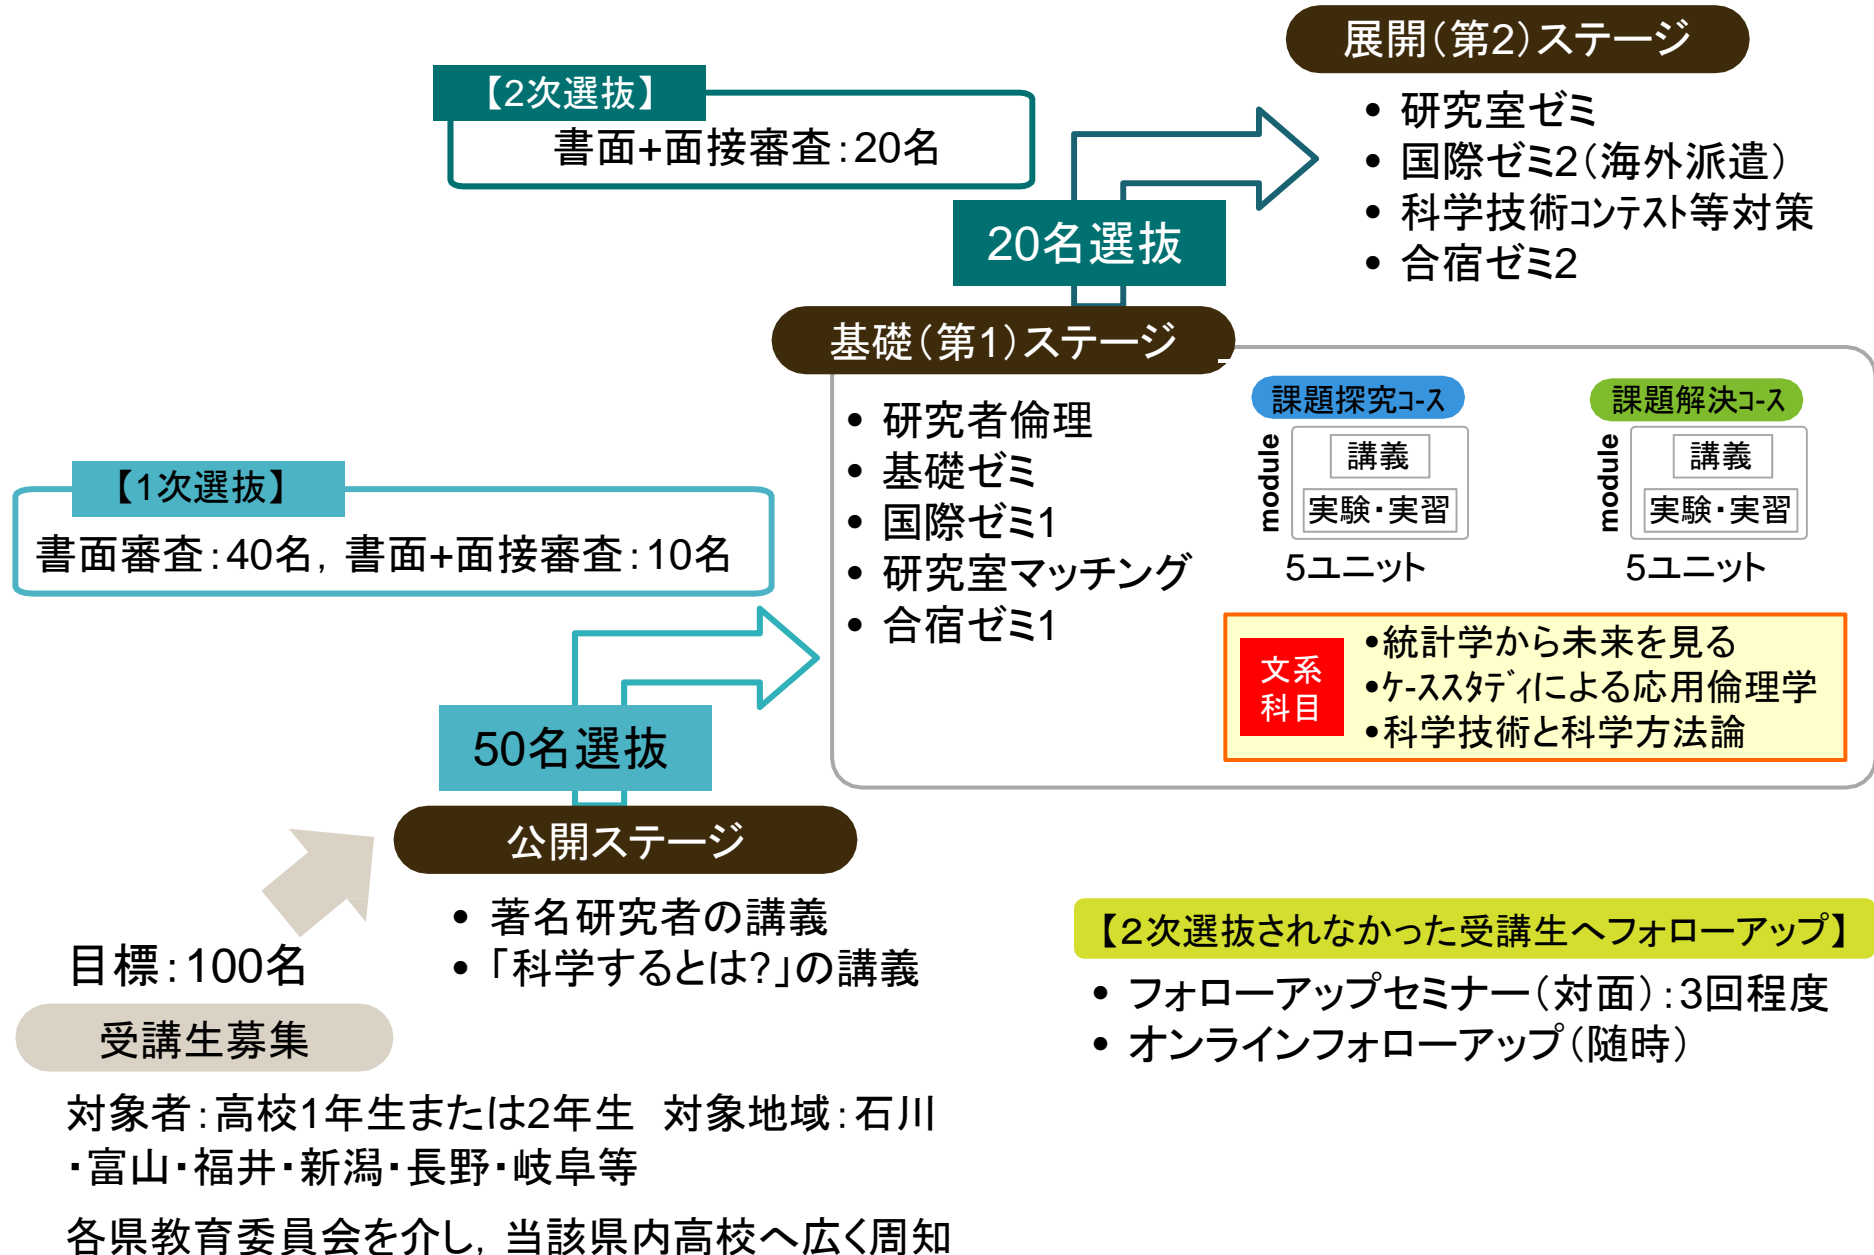 展開（第2）ステージ
・研究室ゼミ
・国際ゼミ2（海外派遣）
・科学技術ｺﾝﾃｽﾄ等対策
・合宿ゼミ2
【2次選抜】
書面+面接審査：20名
20名選抜
基礎（第1）ステージ
・研究者倫理
・基礎ゼミ
・国際ゼミ1
・研究室マッチング
・合宿ゼミ1
課題探究ｺｰｽ
module
講義
実験・実習
5ユニット
課題解決ｺｰｽ
module
講義
実験・実習
5ユニット
文系
科目
•統計学から未来を見る
•ｹｰｽｽﾀﾃﾞｨによる応用倫理学
•科学技術と科学方法論
【1次選抜】
書面審査：40名，書面+面接審査：10名
50名選抜
公開ステージ
・著名研究者の講義
・「科学するとは?」の講義
目標：100名
受講生募集
対象者：高校1年生または2年生　対象地域：石川
・富山・福井・新潟・長野・岐阜等
各県教育委員会を介し，当該県内高校へ広く周知
【２次選抜されなかった受講生へフォローアップ】
・フォローアップセミナー（対面）：3回程度
・オンラインフォローアップ（随時）